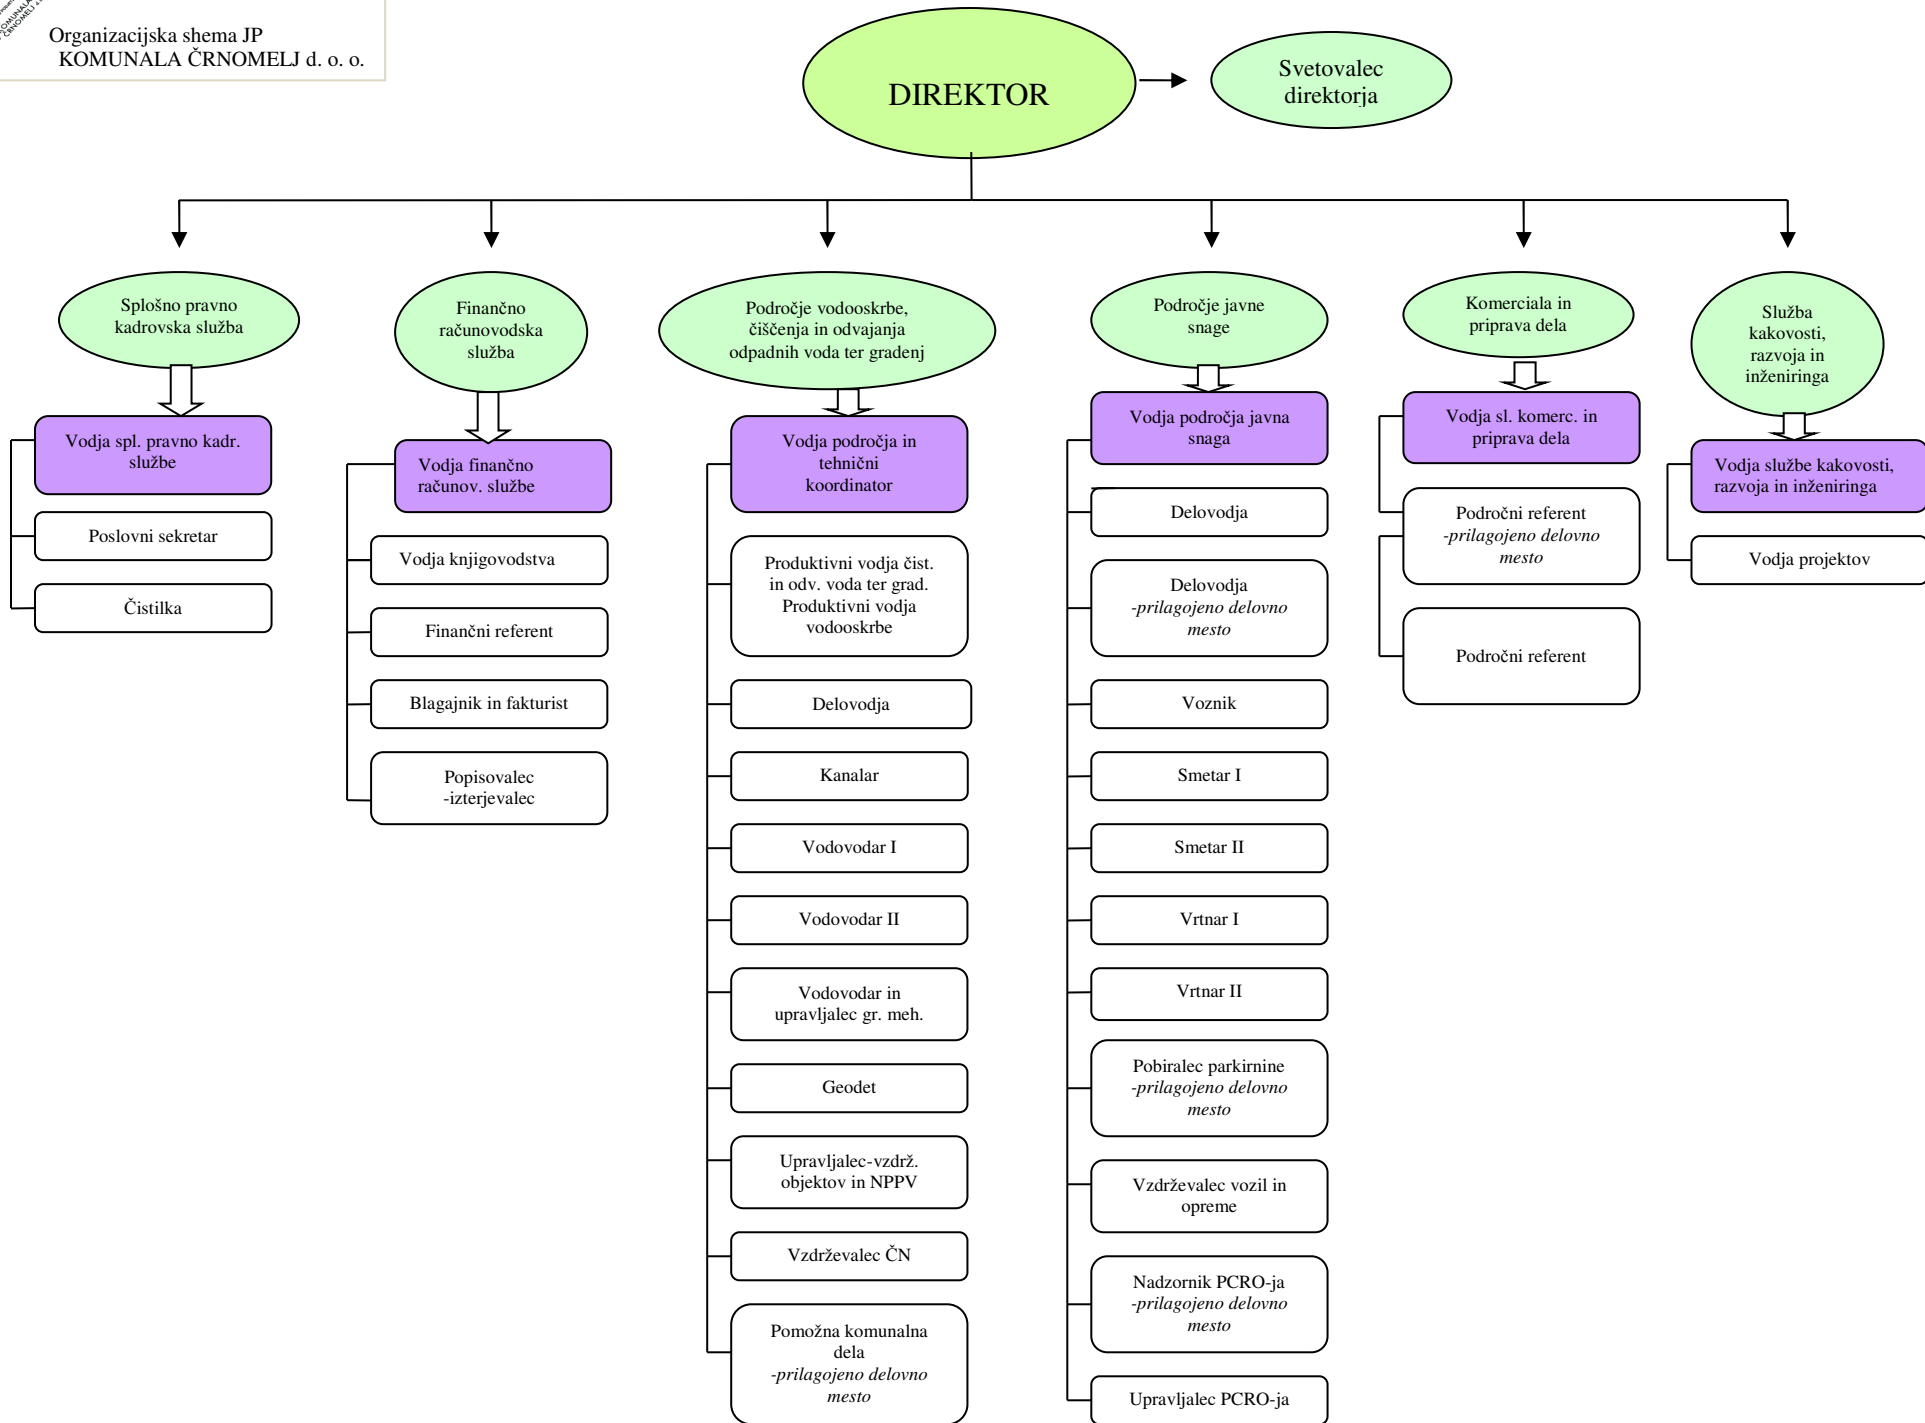 Organizacijska shema JP
KOMUNALA ČRNOMELJ d. o. o.
DIREKTOR
Svetovalec
direktorja
Splošno pravno
kadrovska služba
Finančno
računovodska
služba
Področje vodooskrbe,
čiščenja in odvajanja
odpadnih voda ter gradenj
Področje javne
snage
Komerciala in
priprava dela
Služba
kakovosti,
razvoja in
inženiringa
Vodja spl. pravno kadr.
službe
Poslovni sekretar
Čistilka
Vodja finančno
računov. službe
Vodja knjigovodstva
Finančni referent
Blagajnik in fakturist
Popisovalec
-izterjevalec
Vodja področja in
tehnični
koordinator
Produktivni vodja čist.
in odv. voda ter grad.
Produktivni vodja
vodooskrbe
Delovodja
Kanalar
Vodovodar I
Vodovodar II
Vodovodar in
upravljalec gr. meh.
Geodet
Upravljalec-vzdrž.
objektov in NPPV
Vzdrževalec ČN
Pomožna komunalna
dela
-prilagojeno delovno
mesto
Vodja področja javna
snaga
Delovodja
Delovodja
-prilagojeno delovno
mesto
Voznik
Smetar I
Smetar II
Vrtnar I
Vrtnar II
Pobiralec parkirnine
-prilagojeno delovno
mesto
Vzdrževalec vozil in
opreme
Nadzornik PCRO-ja
-prilagojeno delovno
mesto
Upravljalec PCRO-ja
Vodja sl. komerc. in
priprava dela
Področni referent
-prilagojeno delovno
mesto
Področni referent
Vodja službe kakovosti,
razvoja in inženiringa
Vodja projektov